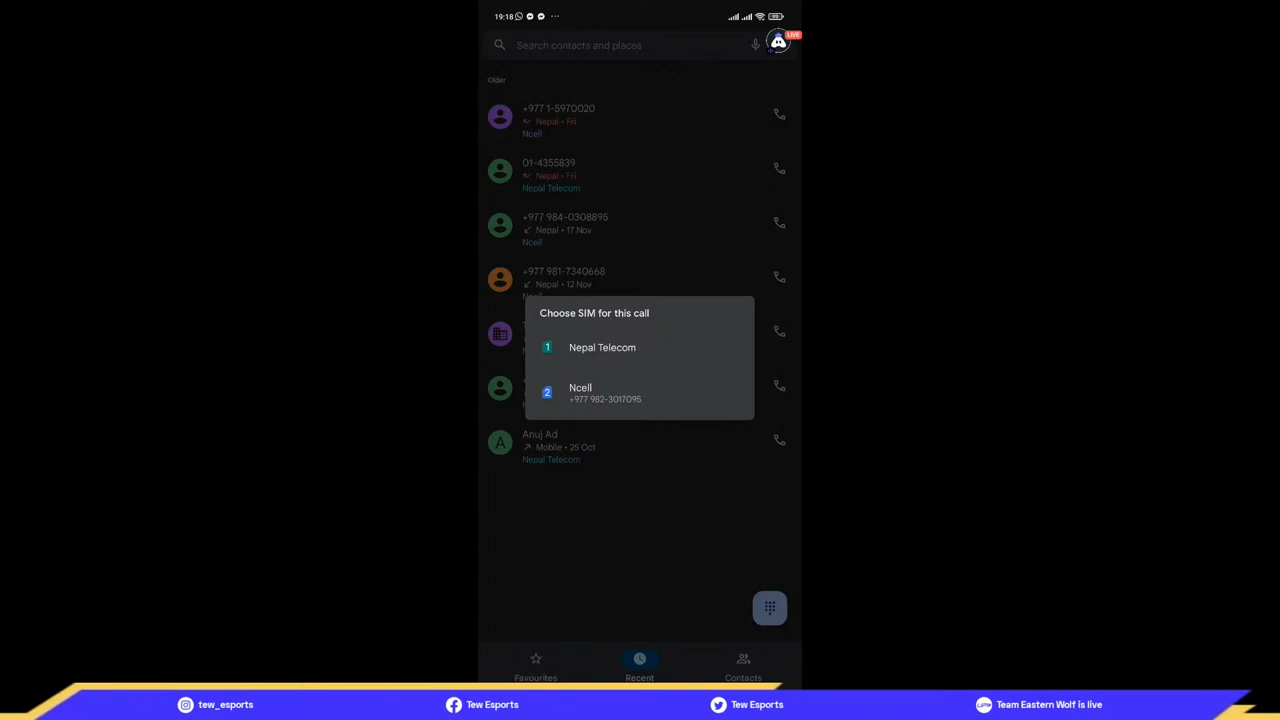 19:18
99
LIVE
Search contacts and places
Older
+977 1-5970020
Nepal • Fri
Ncell
01-4355839
Nepal • Fri
Nepal Telecom
+977 984-0308895
Nepal • 17 Nov
Ncell
+977 981-7340668
Nepal • 12 Nov
Choose SIM for this call
1 Nepal Telecom
2 Ncell
+977 982-3017095
A Anuj Ad
Mobile • 25 Oct
Nepal Telecom
Favourites Recent Contacts
tew_esports Tew Esports Tew Esports Team Eastern Wolf is live